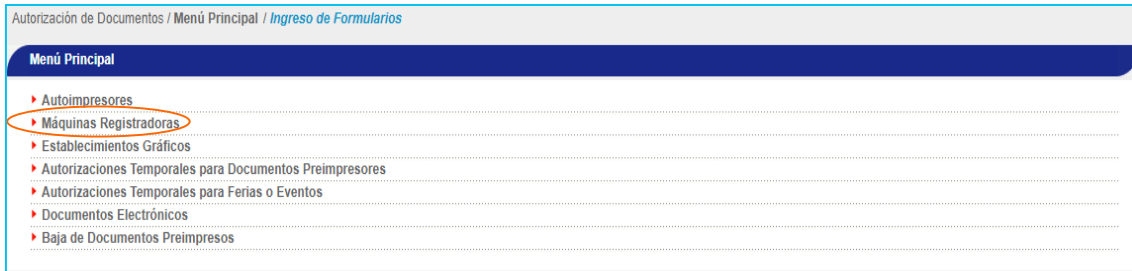 Autorización de Documentos / Menú Principal / Ingreso de Formularios
Menú Principal
Autoimpresores
Máquinas Registradoras
Establecimientos Gráficos
Autorizaciones Temporales para Documentos Preimpresores
Autorizaciones Temporales para Ferias o Eventos
Documentos Electrónicos
Baja de Documentos Preimpresos